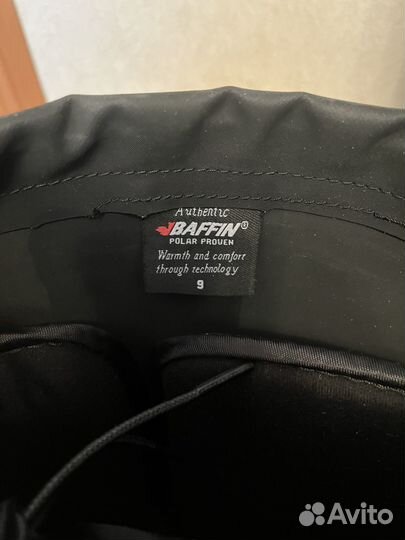 Authentic
BAFFIN®
POLAR PROVEN
Warmth and comfort
through technology
9
Avito